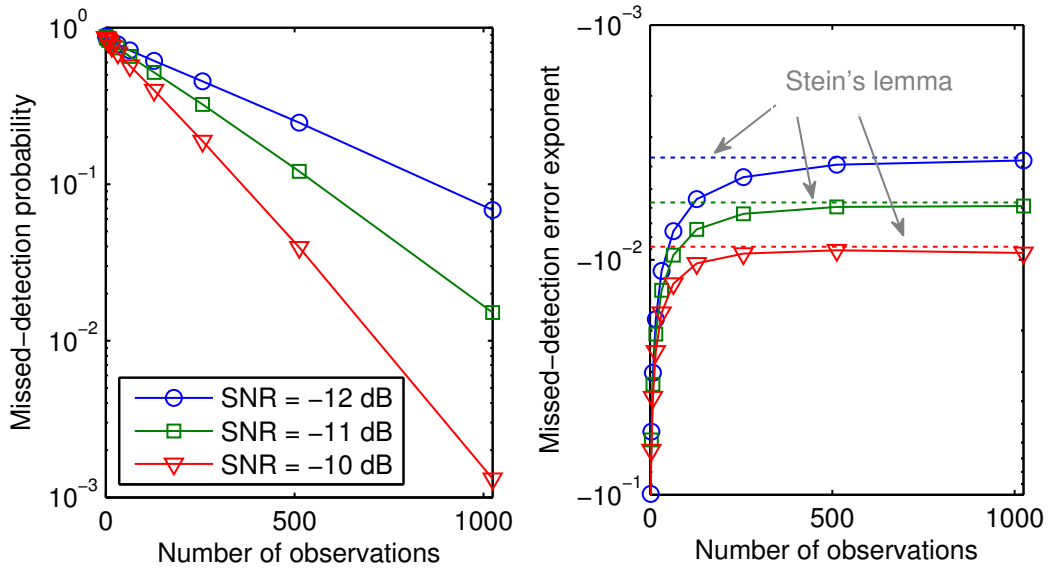 Missed−detection probability
10^0
10^−1
10^−2
10^−3
0
500
1000
Number of observations
SNR = −12 dB
SNR = −11 dB
SNR = −10 dB
Missed−detection error exponent
−10^−3
−10^−2
−10^−1
0
500
1000
Number of observations
Stein's lemma